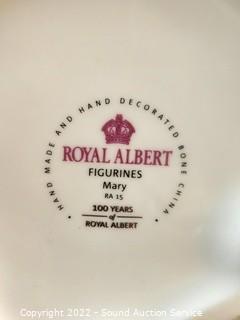 HAND MADE AND HAND DECORATED BONE CHINA
ROYAL ALBERT
FIGURINES
Mary
RA 15
100 YEARS
of
ROYAL ALBERT
Copyright 2022 - Sound Auction Service